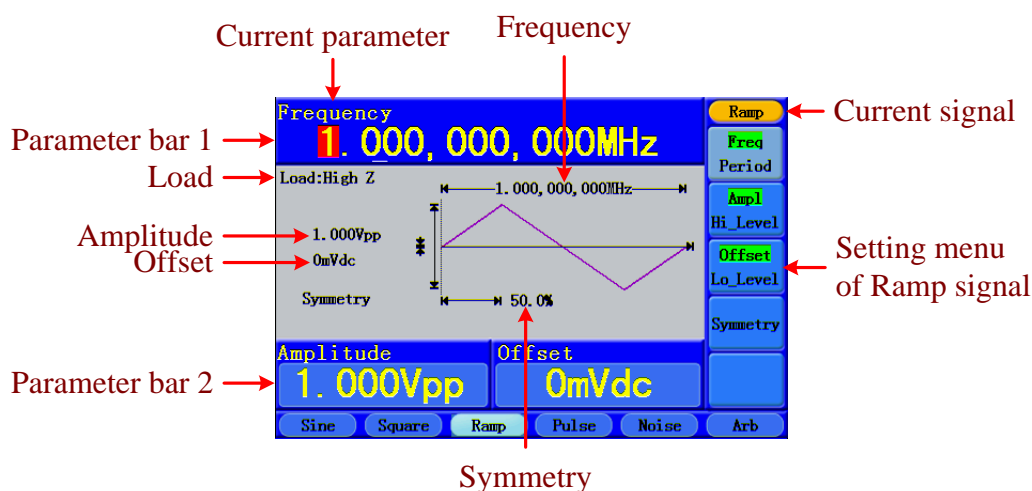 Current parameter
Frequency
Frequency
1.000,000,000MHz
Ramp
Current signal
Parameter bar 1
Freq
Period
Load
Load:High Z
1.000,000,000MHz
Ampl
Hi_Level
Amplitude
1.000Vpp
Offset
0mVdc
Offset
Lo_Level
Setting menu
of Ramp signal
Symmetry
50.0%
Symmetry
Amplitude
Offset
Parameter bar 2
1.000Vpp
0mVdc
Sine
Square
Ramp
Pulse
Noise
Arb
Symmetry